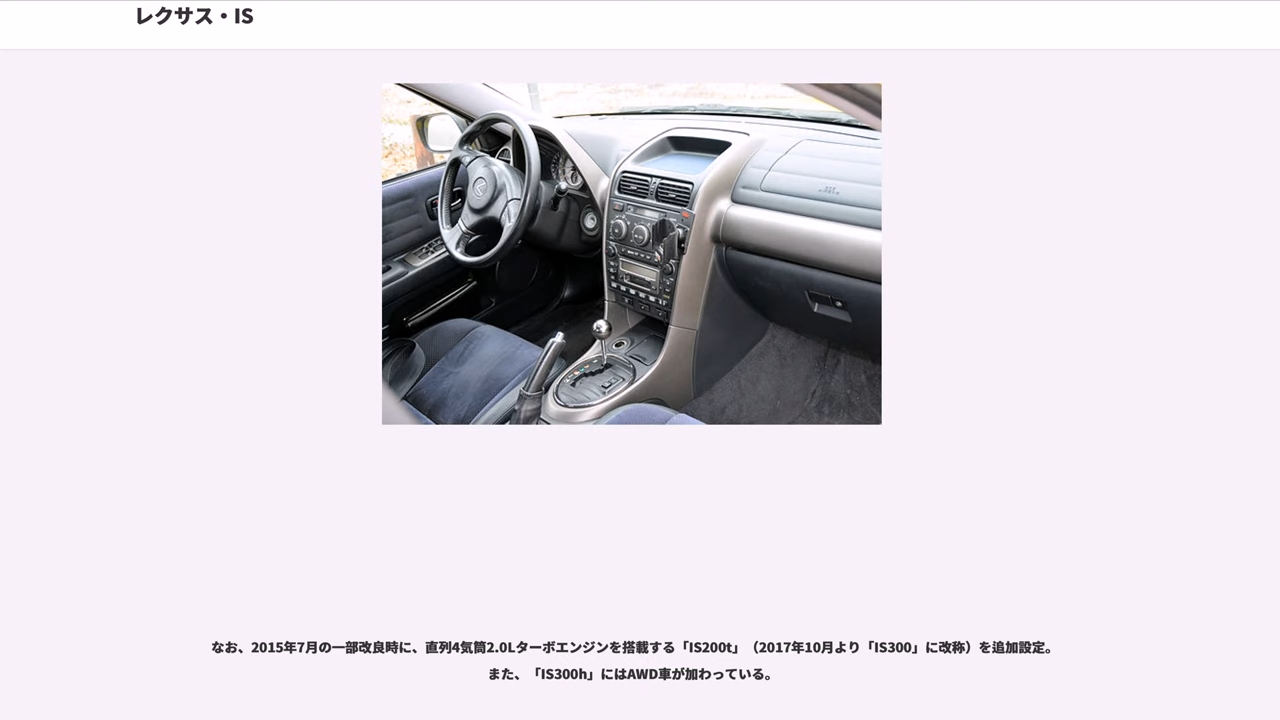 レクサス・IS
なお、2015年7月の一部改良時に、直列4気筒2.0Lターボエンジンを搭載する「IS200t」（2017年10月より「IS300」に改称）を追加設定。
また、「IS300h」にはAWD車が加わっている。